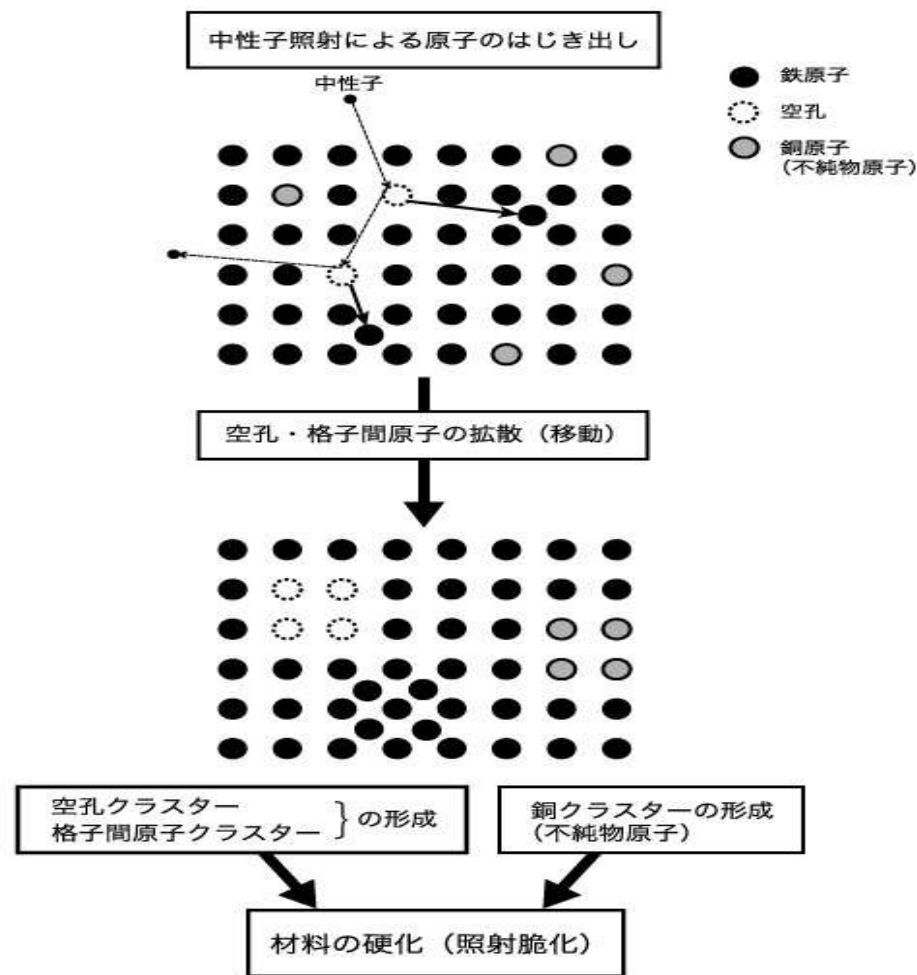 中性子照射による原子のはじき出し
中性子
鉄原子
空孔
銅原子
(不純物原子)
空孔・格子間原子の拡散（移動）
空孔クラスター
格子間原子クラスター
} の形成
銅クラスターの形成
(不純物原子)
材料の硬化（照射脆化）